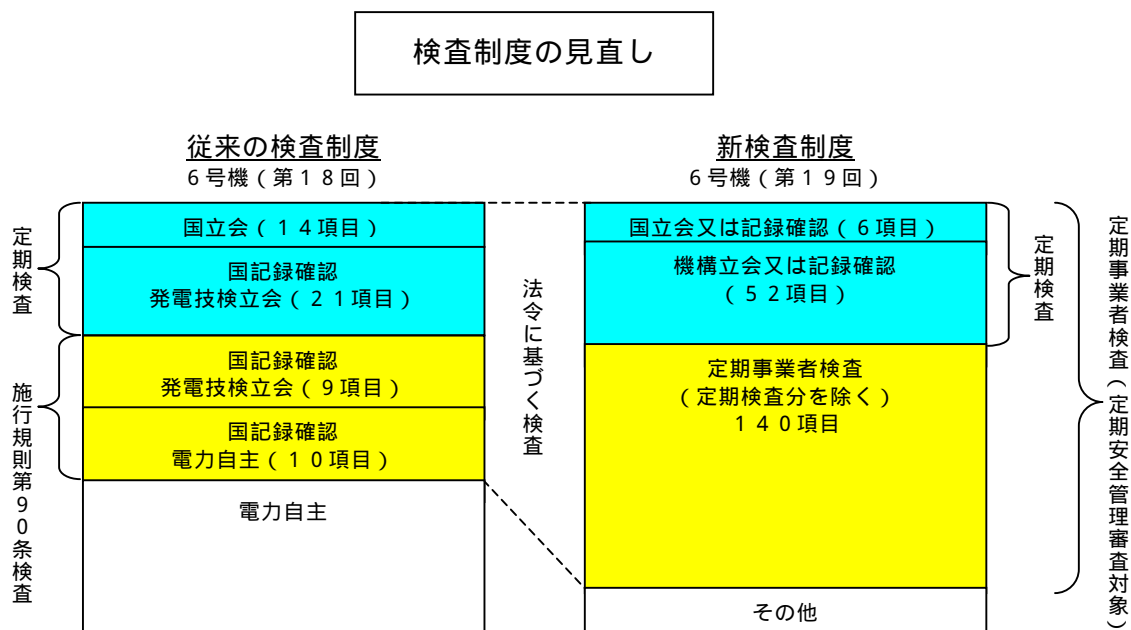 検査制度の見直し
従来の検査制度
6号機(第18回)
定期検査
国立会(14項目)
国記録確認
発電技検立会(21項目)
施行規則第90条検査
国記録確認
発電技検立会(9項目)
国記録確認
電力自主(10項目)
電力自主
法令に基づく検査
新検査制度
6号機(第19回)
国立会又は記録確認(6項目)
機構立会又は記録確認
(52項目)
定期検査
定期事業者検査
(定期検査分を除く)
140項目
その他
定期事業者検査(定期安全管理審査対象)